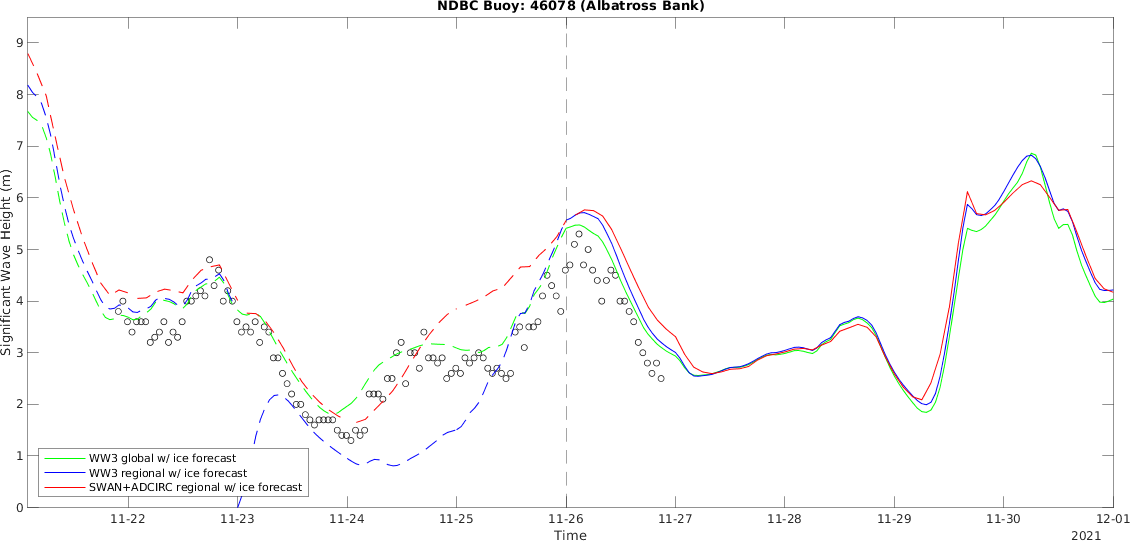 NDBC Buoy: 46078 (Albatross Bank)
Significant Wave Height (m)
9
8
7
6
5
4
3
2
1
0
WW3 global w/ ice forecast
WW3 regional w/ ice forecast
SWAN+ADCIRC regional w/ ice forecast
11-22 11-23 11-24 11-25 11-26 11-27 11-28 11-29 11-30 12-01
Time
2021